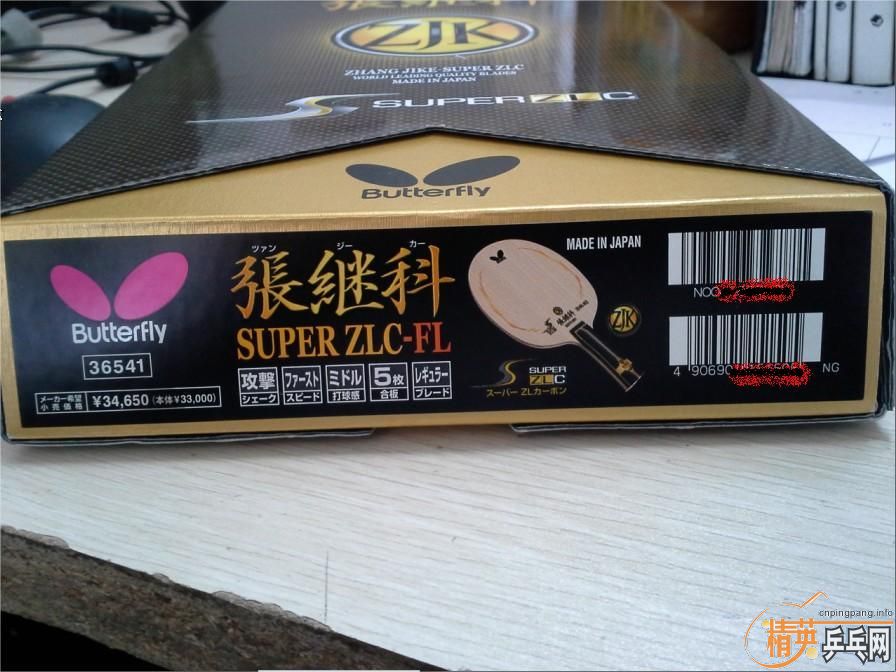 ZJK
ZHANG JIKE-SUPER ZLC
WORLD LEADING QUALITY BLADES
MADE IN JAPAN
SUPER ZLC
Butterfly
Butterfly
36541
メーカー希望
小売価格
¥34,650 (本体¥33,000)
ツァン ジー カー
張継科
SUPER ZLC-FL
攻撃
シェーク
ファースト
スピード
ミドル
打球感
5枚
合板
レギュラー
ブレード
MADE IN JAPAN
ZJK
SUPER
ZLC
スーパー ZLカーボン
NOO
4 90690
NG
cnpingpang.info
精英乒乓网